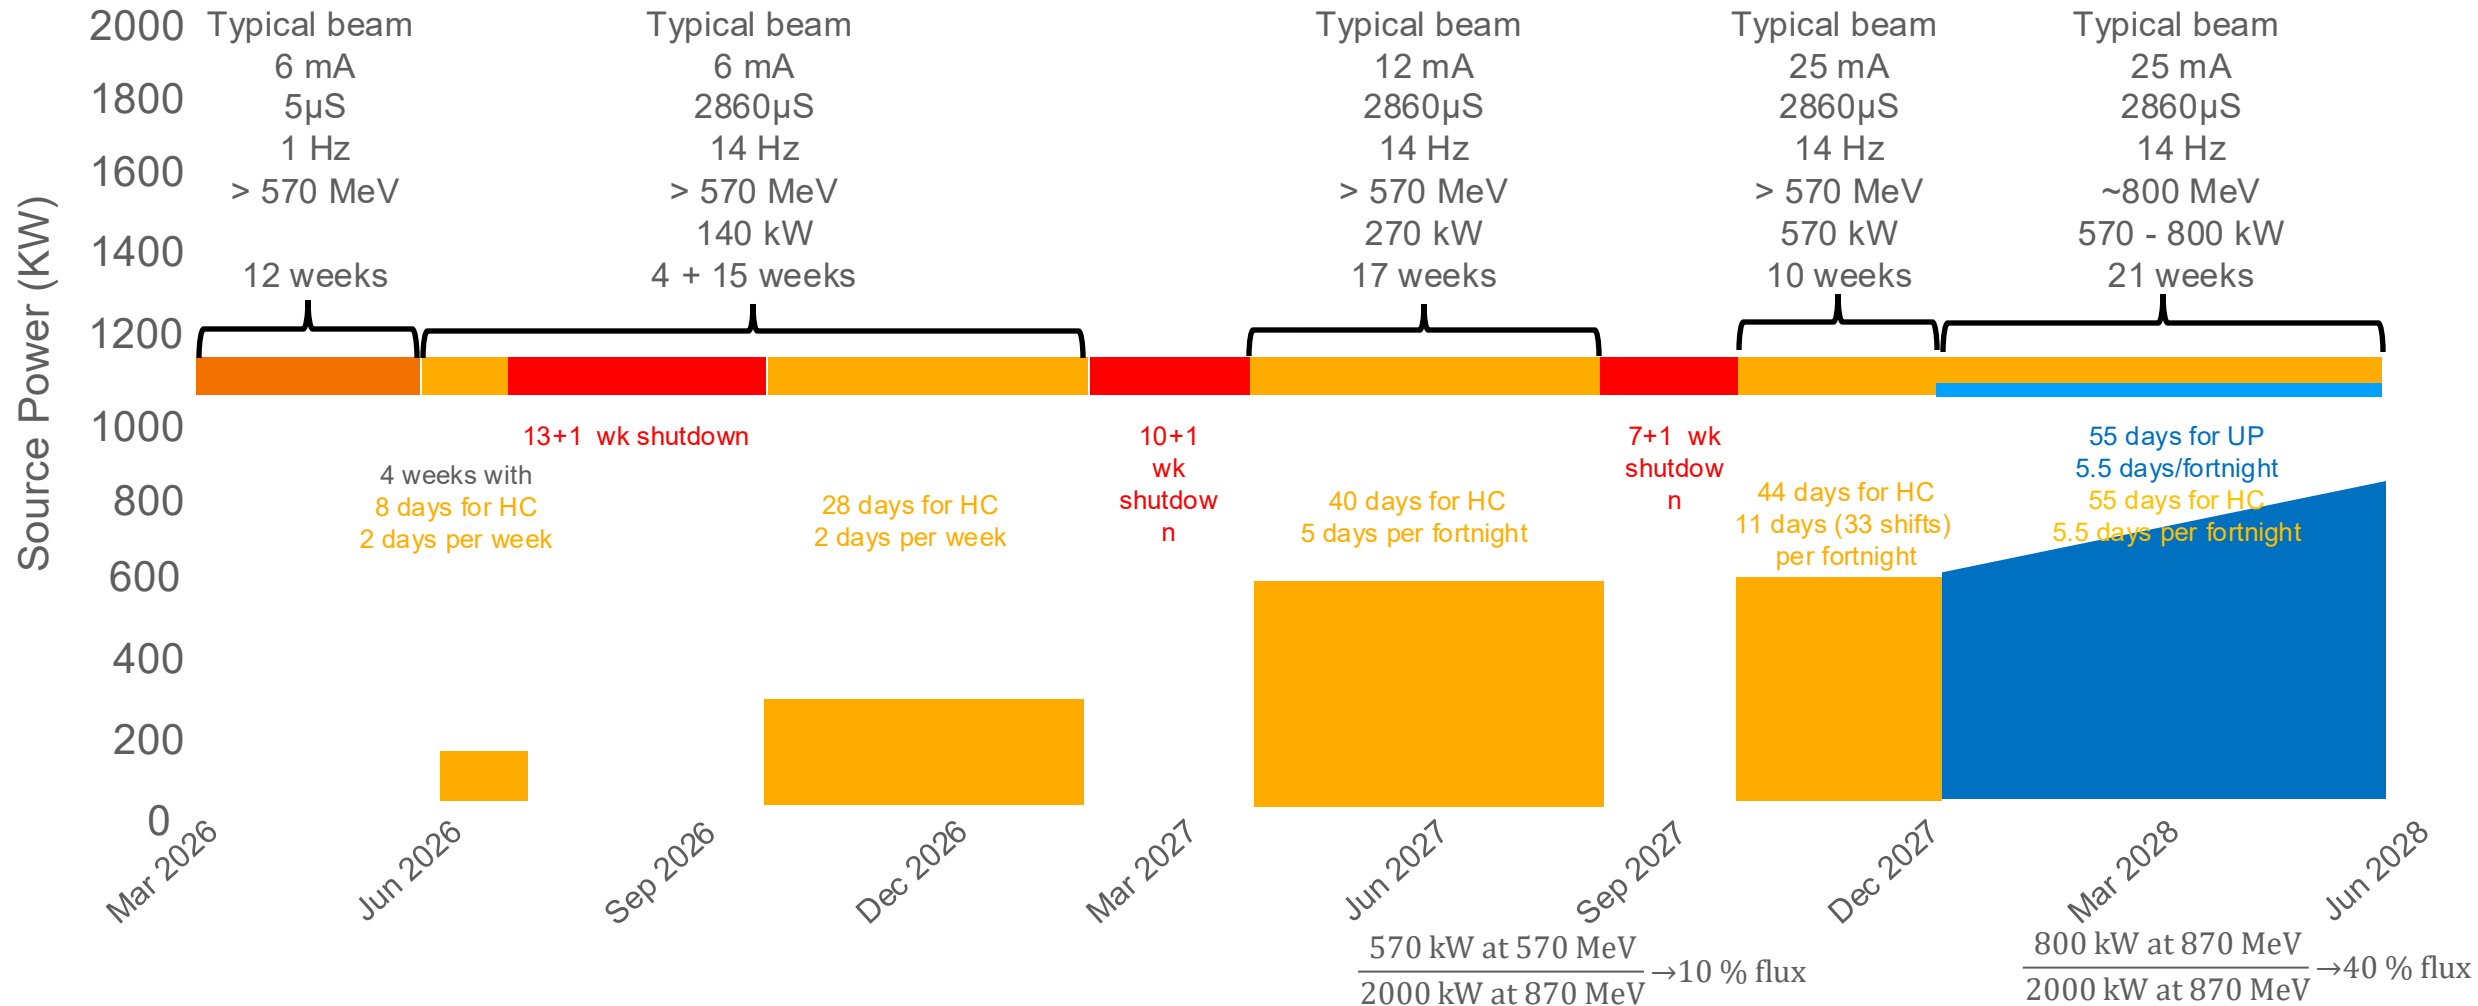 Source Power (KW)
2000
1800
1600
1400
1200
1000
800
600
400
200
0
Typical beam
6 mA
5µS
1 Hz
> 570 MeV
12 weeks
Typical beam
6 mA
2860µS
14 Hz
> 570 MeV
140 kW
4 + 15 weeks
Typical beam
12 mA
2860µS
14 Hz
> 570 MeV
270 kW
17 weeks
Typical beam
25 mA
2860µS
14 Hz
> 570 MeV
570 kW
10 weeks
Typical beam
25 mA
2860µS
14 Hz
~800 MeV
570 - 800 kW
21 weeks
13+1 wk shutdown
4 weeks with
8 days for HC
2 days per week
28 days for HC
2 days per week
10+1
wk
shutdow
n
40 days for HC
5 days per fortnight
7+1 wk
shutdow
n
44 days for HC
11 days (33 shifts)
per fortnight
55 days for UP
5.5 days/fortnight
55 days for HC
5.5 days per fortnight
Mar 2026
Jun 2026
Sep 2026
Dec 2026
Mar 2027
Jun 2027
Sep 2027
Dec 2027
Mar 2028
Jun 2028
570 kW at 570 MeV
2000 kW at 870 MeV
→10 % flux
800 kW at 870 MeV
2000 kW at 870 MeV
→40 % flux